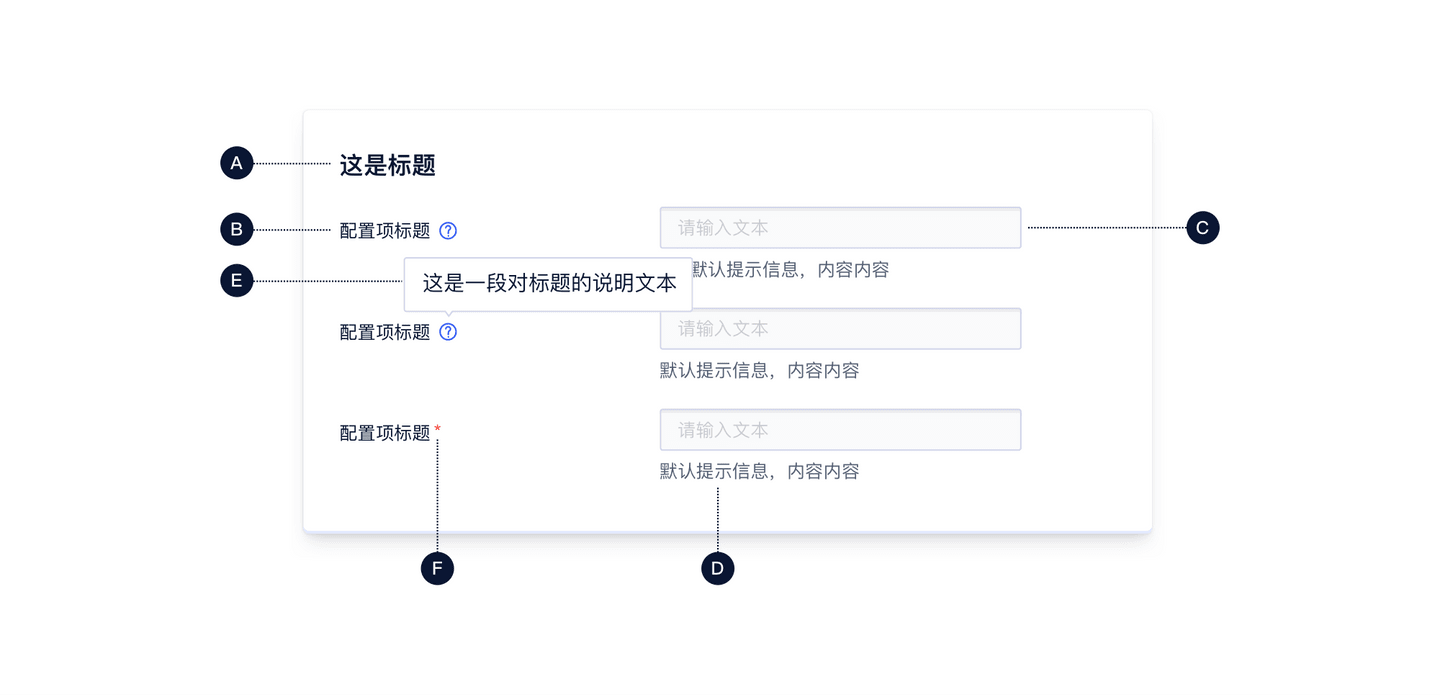 A
这是标题
B
配置项标题 ?
请输入文本
C
默认提示信息，内容内容
E
这是一段对标题的说明文本
配置项标题 ?
请输入文本
默认提示信息，内容内容
配置项标题 *
请输入文本
默认提示信息，内容内容
F
D